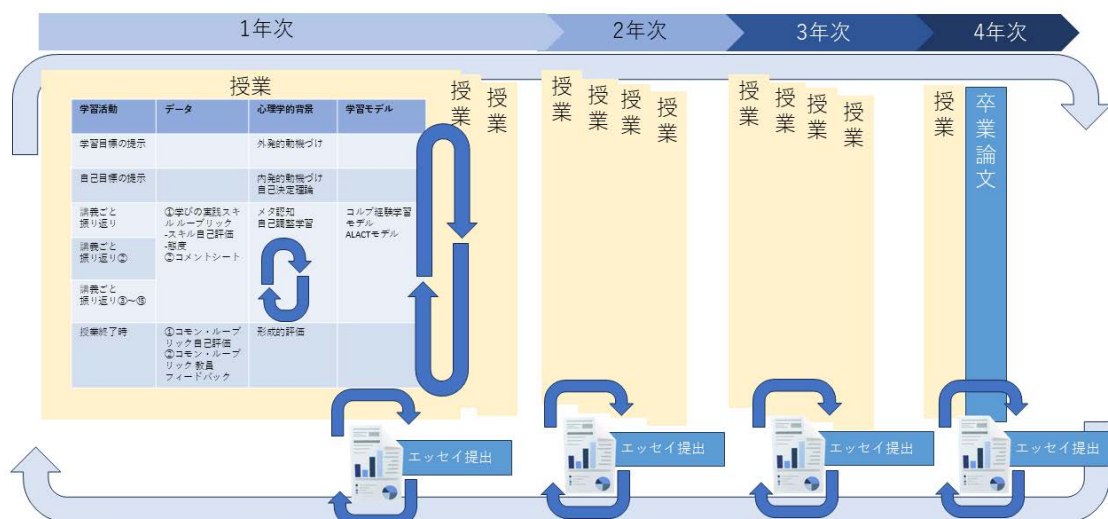 1年次
2年次
3年次
4年次
授業
授業
授業
授業
授業
授業
授業
授業
授業
授業
授業
授業
卒業論文
学習活動
データ
心理学的背景
学習モデル
学習目標の提示
外発的動機づけ
自己目標の提示
内発的動機づけ
自己決定理論
講義ごと
振り返り
①学びの実践スキ
ル ルーブリック
-スキル自己評価
-態度
②コメントシート
メタ認知
自己調整学習
コルブ経験学習
モデル
ALACTモデル
講義ごと
振り返り②
講義ごと
振り返り③～⑮
授業終了時
①コモン・ルーブ
リック自己評価
②コモン・ルーブ
リック 教員
フィードバック
形成的評価
エッセイ提出
エッセイ提出
エッセイ提出
エッセイ提出